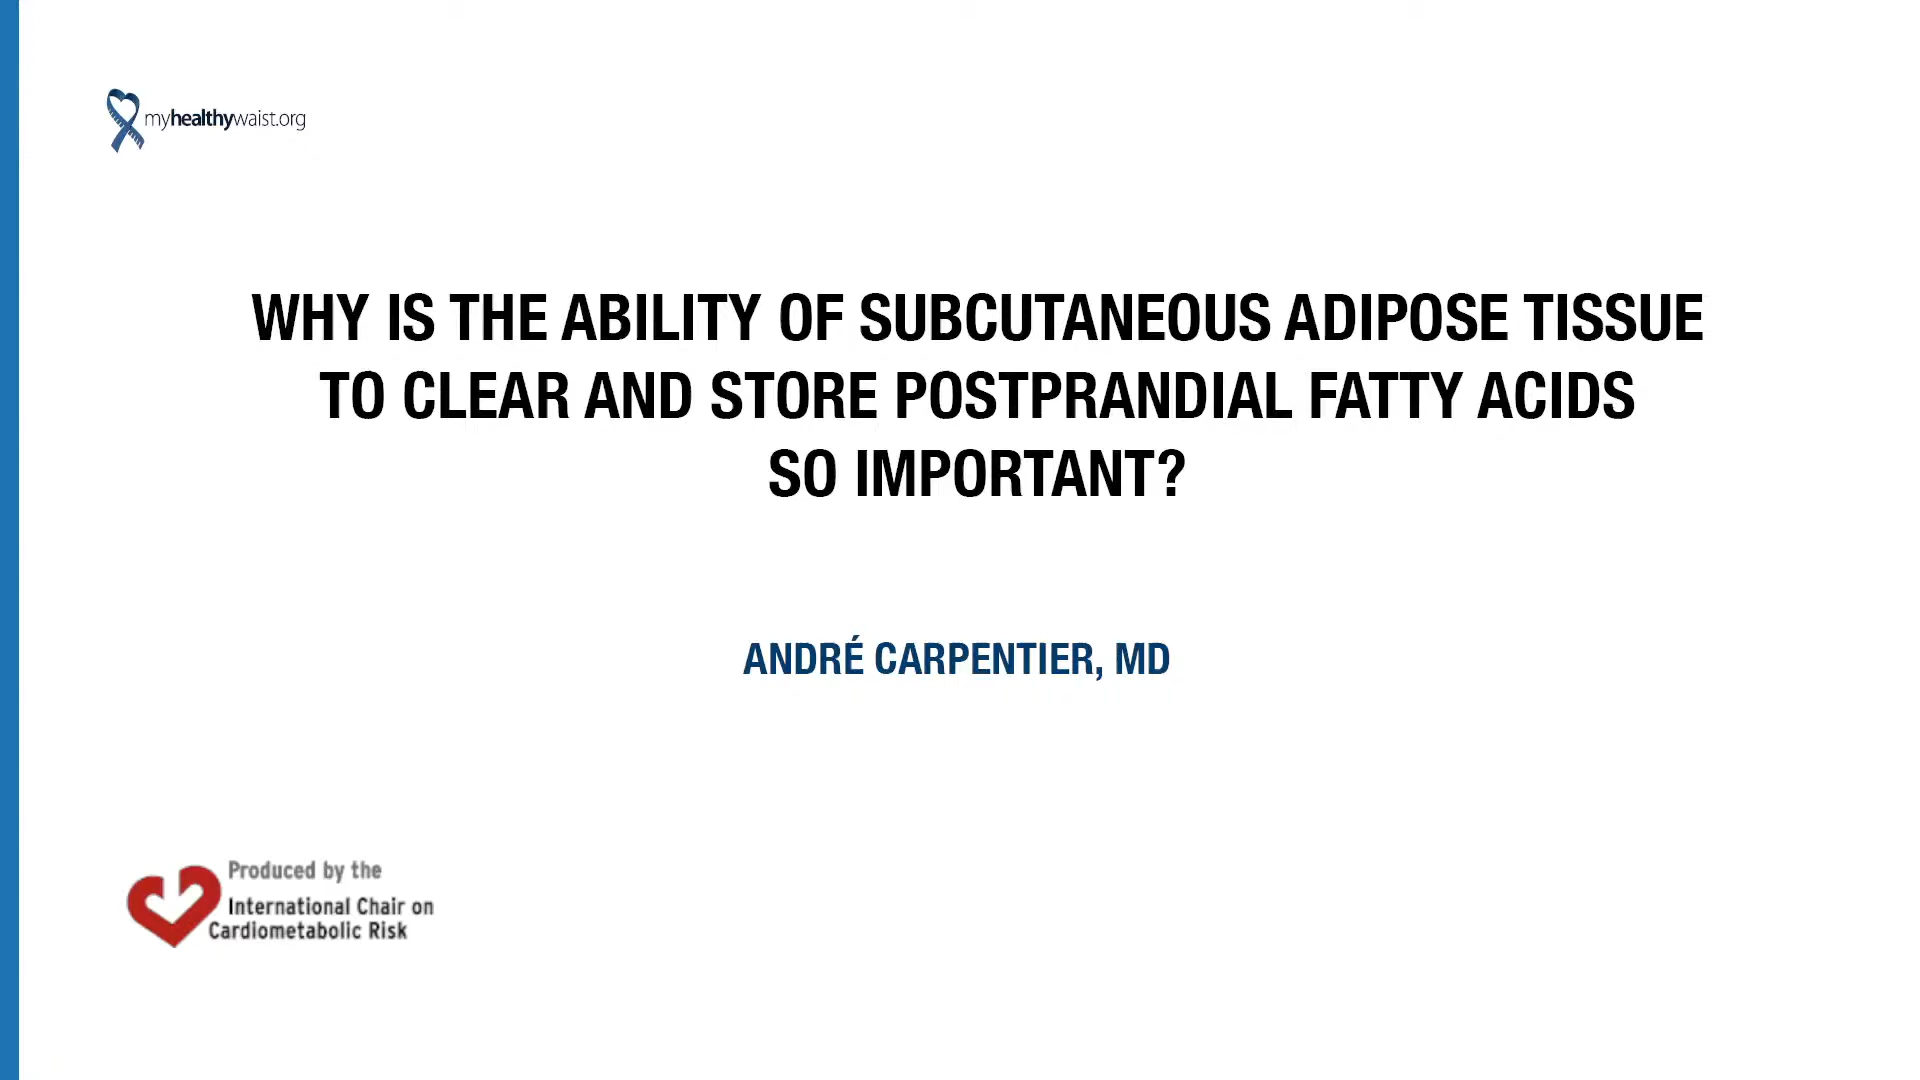 myhealthywaist.org
WHY IS THE ABILITY OF SUBCUTANEOUS ADIPOSE TISSUE
TO CLEAR AND STORE POSTPRANDIAL FATTY ACIDS
SO IMPORTANT?
ANDRÉ CARPENTIER, MD
Produced by the
International Chair on
Cardiometabolic Risk